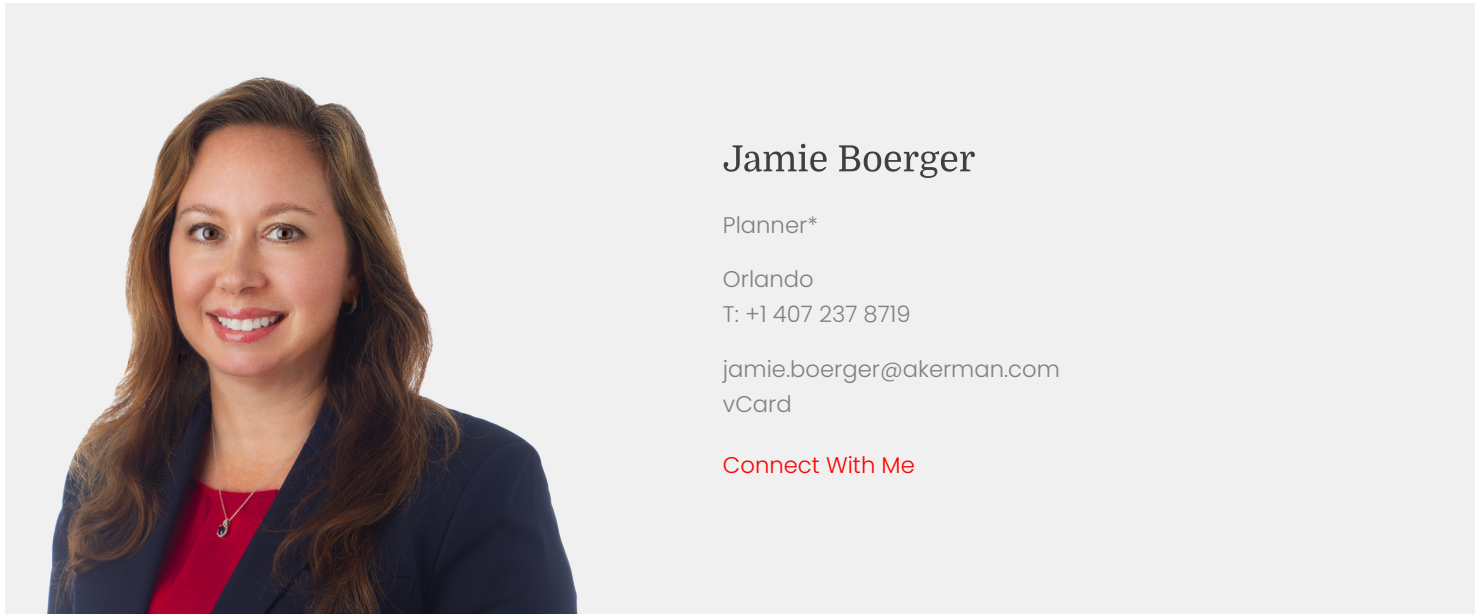 Jamie Boerger
Planner*
Orlando
T: +1 407 237 8719
jamie.boerger@akerman.com
vCard
Connect With Me